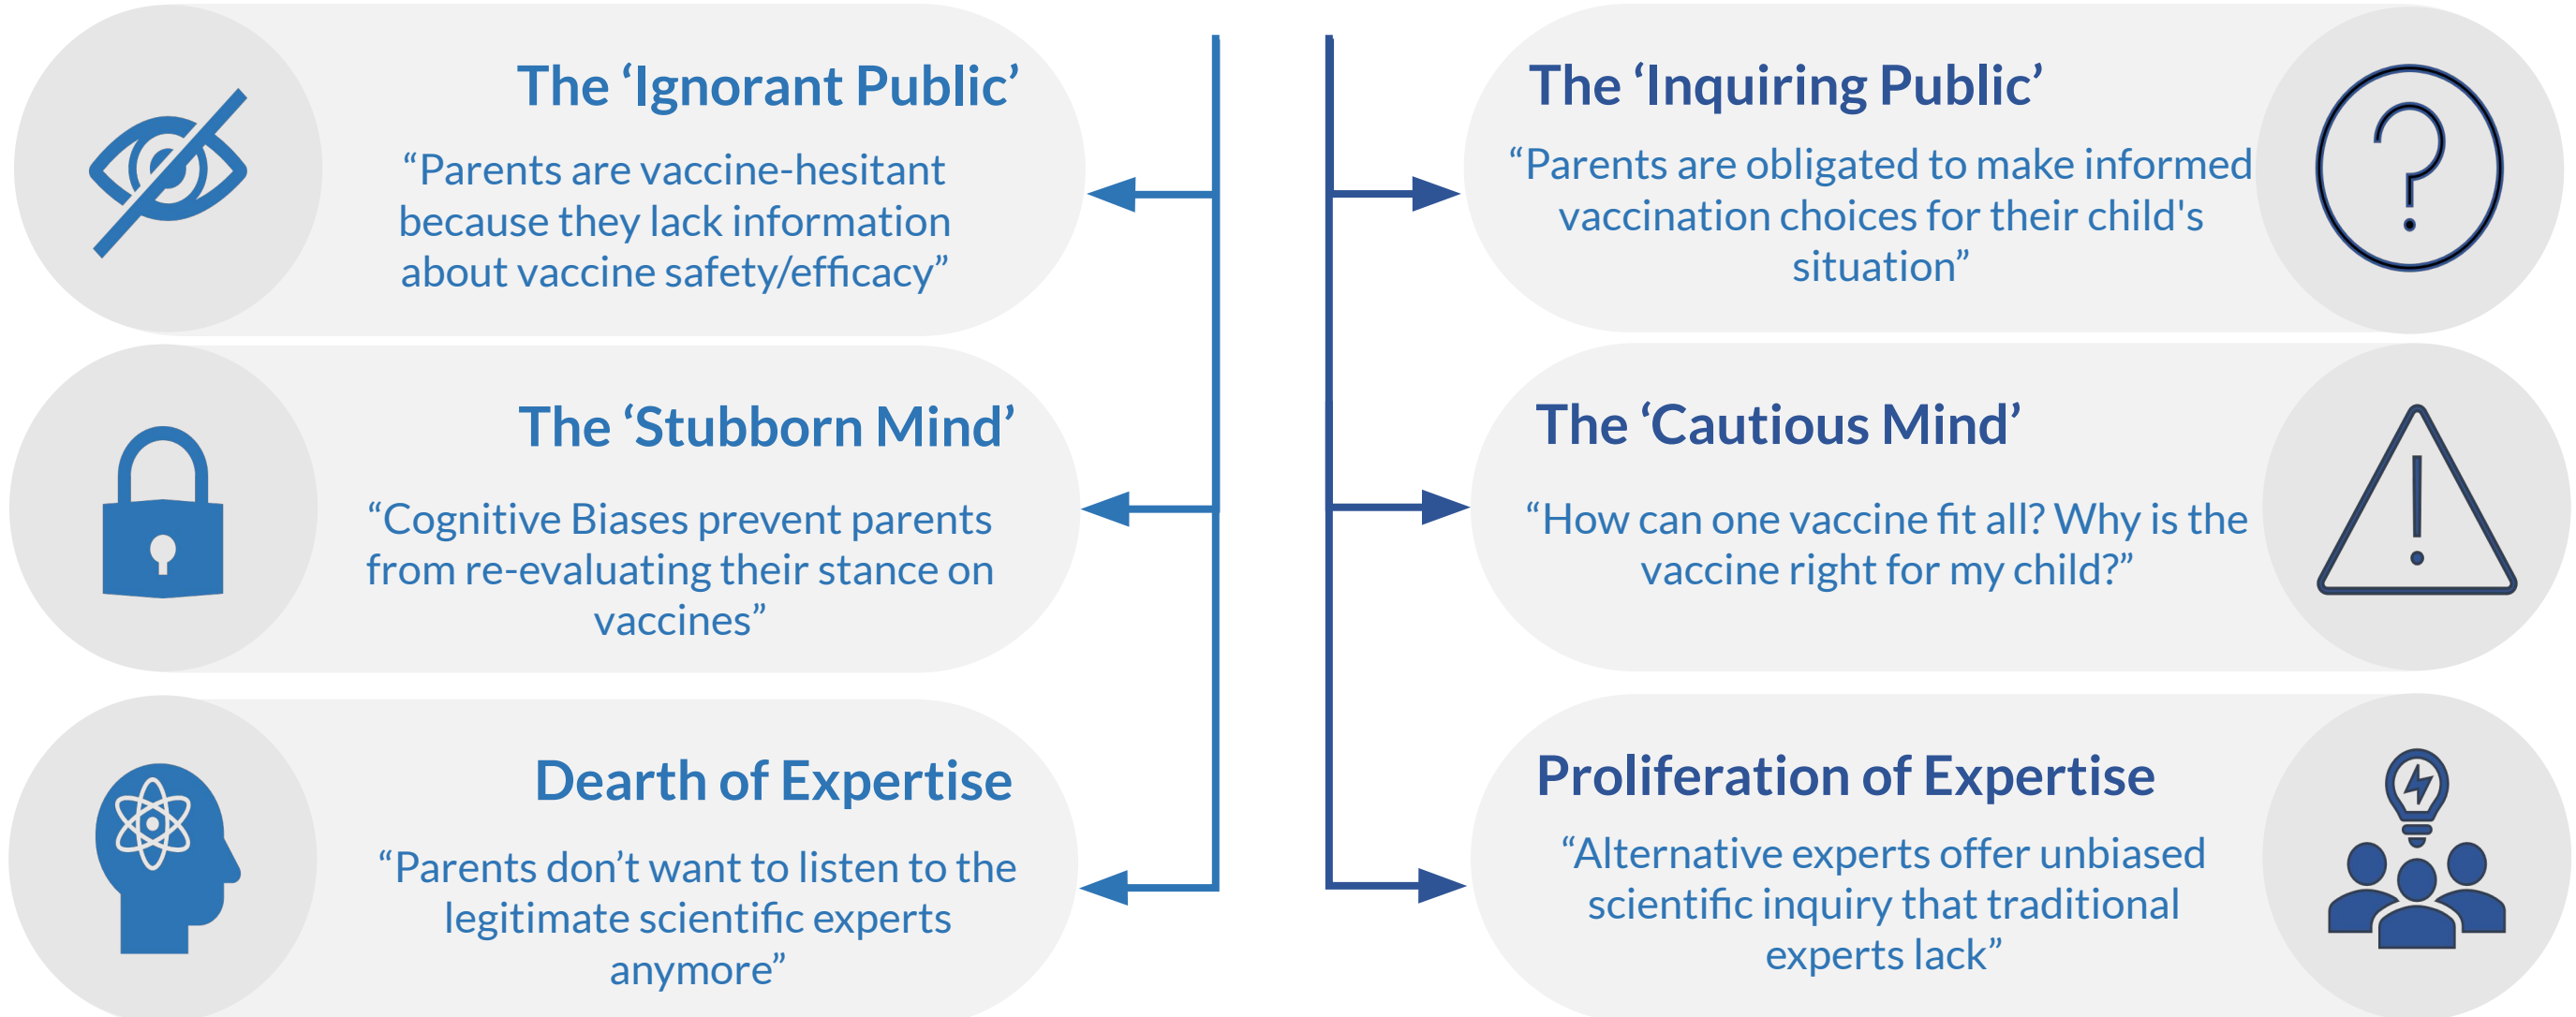 The ‘Ignorant Public’
“Parents are vaccine-hesitant
because they lack information
about vaccine safety/efficacy”
The ‘Inquiring Public’
“Parents are obligated to make informed
vaccination choices for their child's
situation”
The ‘Stubborn Mind’
“Cognitive Biases prevent parents
from re-evaluating their stance on
vaccines”
The ‘Cautious Mind’
“How can one vaccine fit all? Why is the
vaccine right for my child?”
Dearth of Expertise
“Parents don’t want to listen to the
legitimate scientific experts
anymore”
Proliferation of Expertise
“Alternative experts offer unbiased
scientific inquiry that traditional
experts lack”